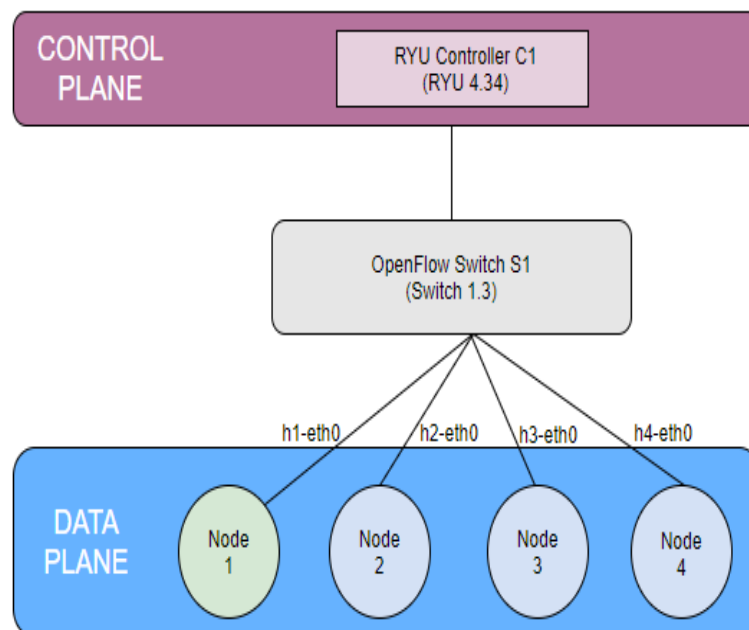 CONTROL
PLANE
RYU Controller C1
(RYU 4.34)
OpenFlow Switch S1
(Switch 1.3)
h1-eth0
h2-eth0
h3-eth0
h4-eth0
DATA
PLANE
Node
1
Node
2
Node
3
Node
4